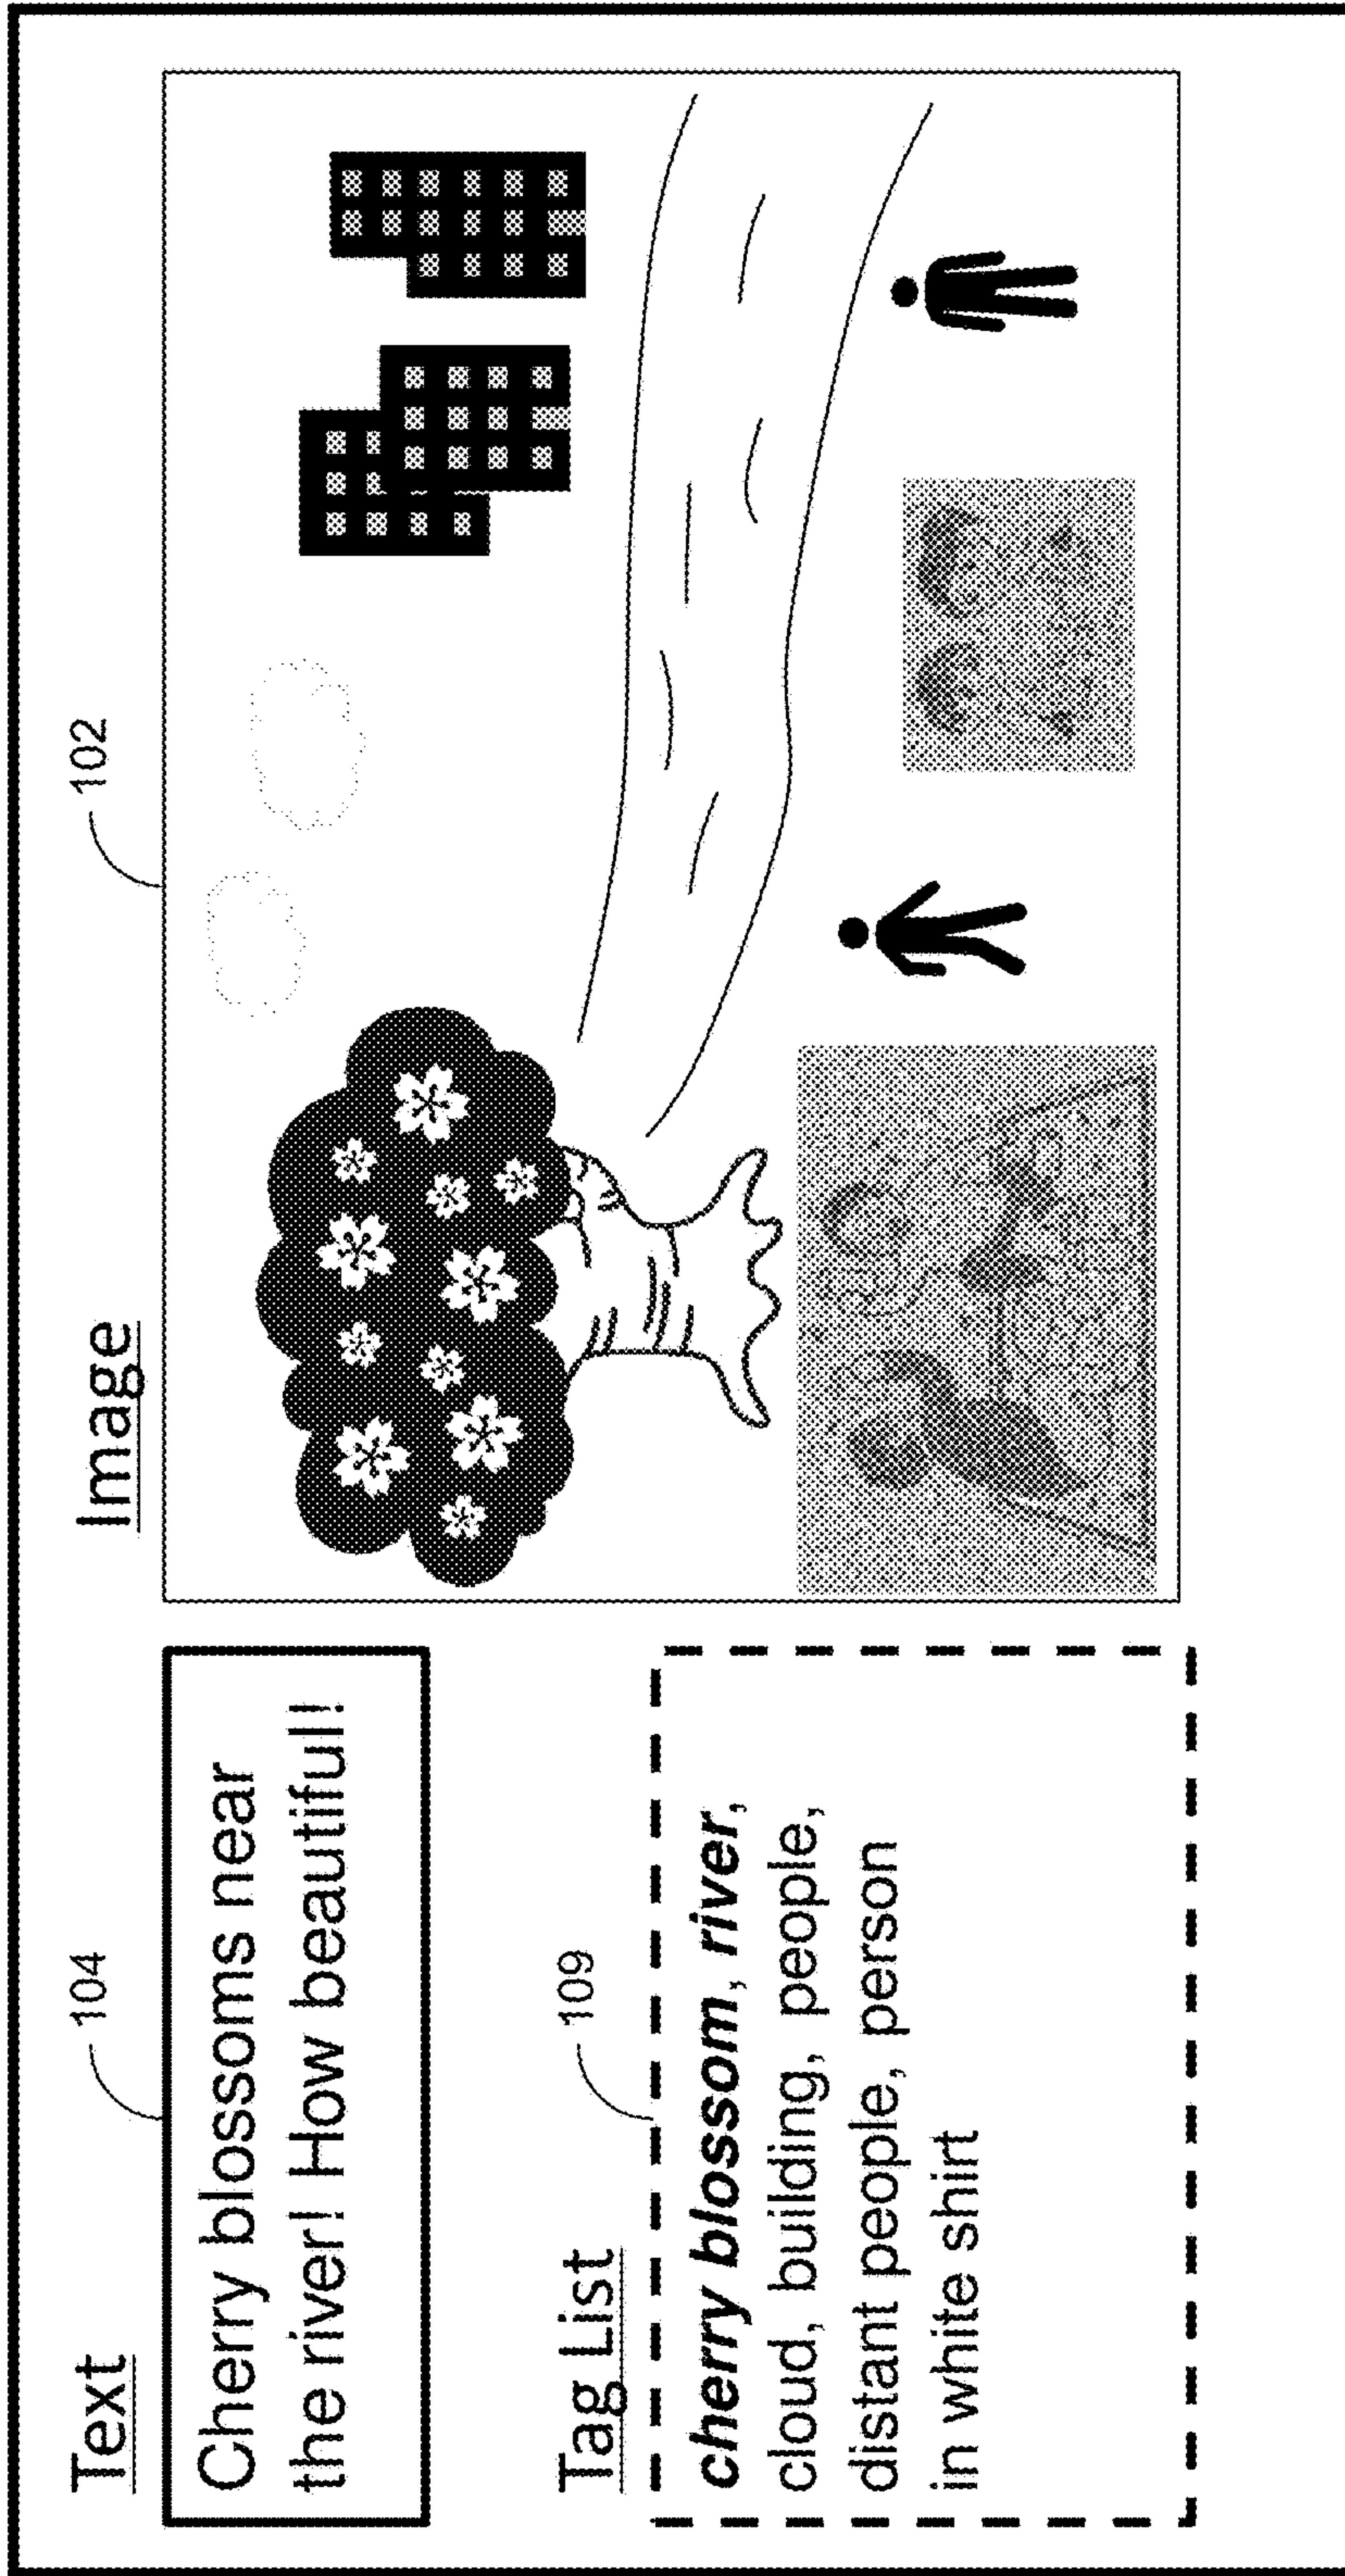 Text
104
Cherry blossoms near
the river! How beautiful!
Tag List
109
cherry blossom, river,
cloud, building, people,
distant people, person
in white shirt
Image
102